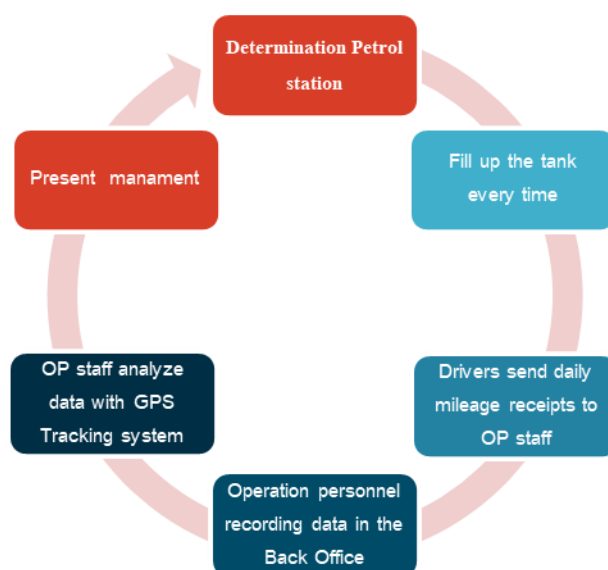 Determination Petrol
station
Fill up the tank
every time
Drivers send daily
mileage receipts to
OP staff
Operation personnel
recording data in the
Back Office
OP staff analyze
data with GPS
Tracking system
Present manament